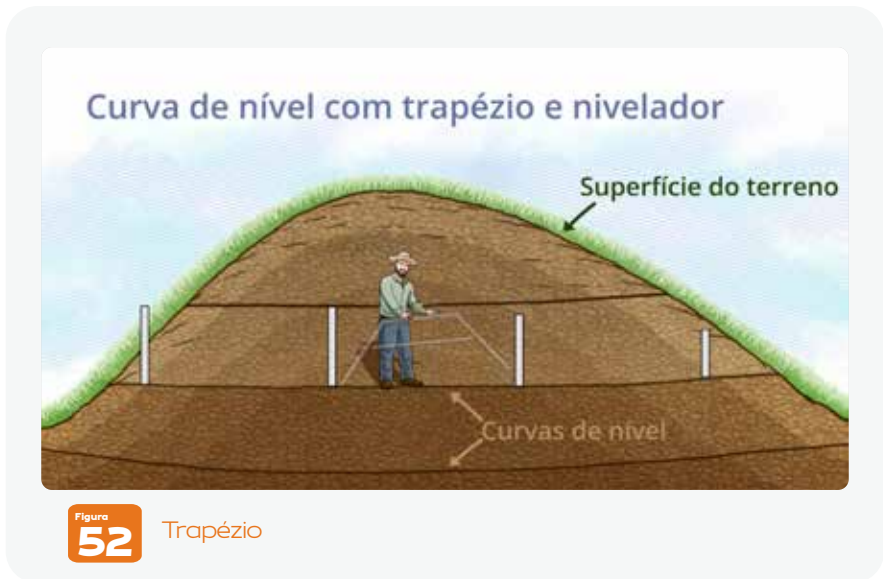 Curva de nível com trapézio e nivelador
Superfície do terreno
Curvas de nível
Figura
52
Trapézio